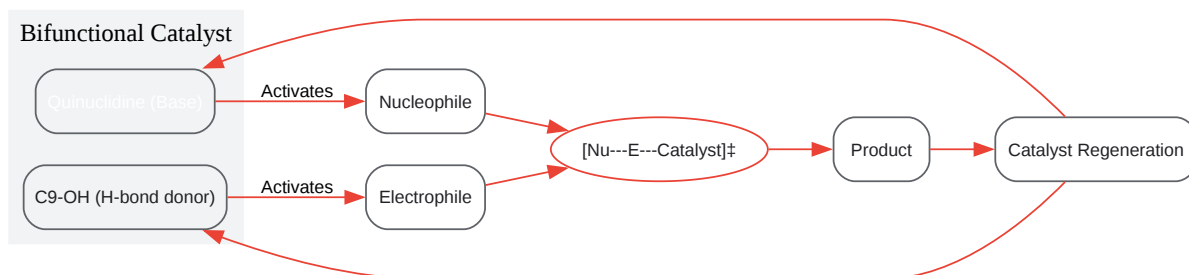 Bifunctional Catalyst
Quinuclidine (Base)
Activates
Nucleophile
C9-OH (H-bond donor)
Activates
Electrophile
[Nu---E---Catalyst]‡
Product
Catalyst Regeneration